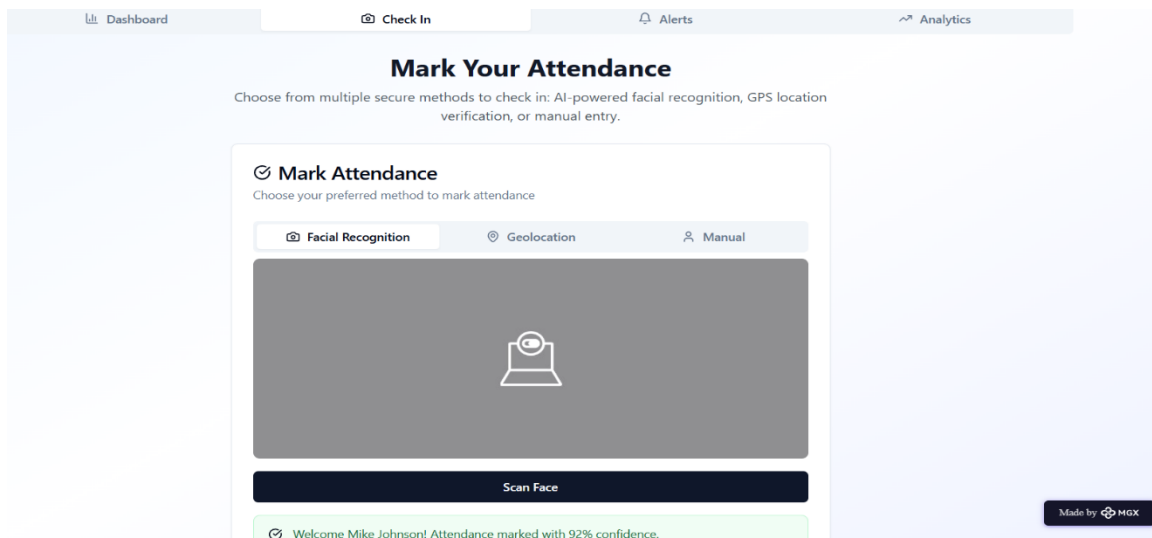 Dashboard Check In Alerts Analytics
Mark Your Attendance
Choose from multiple secure methods to check in: AI-powered facial recognition, GPS location
verification, or manual entry.
Mark Attendance
Choose your preferred method to mark attendance
Facial Recognition Geolocation Manual
Scan Face
Welcome Mike Johnson! Attendance marked with 92% confidence.
Made by MGX